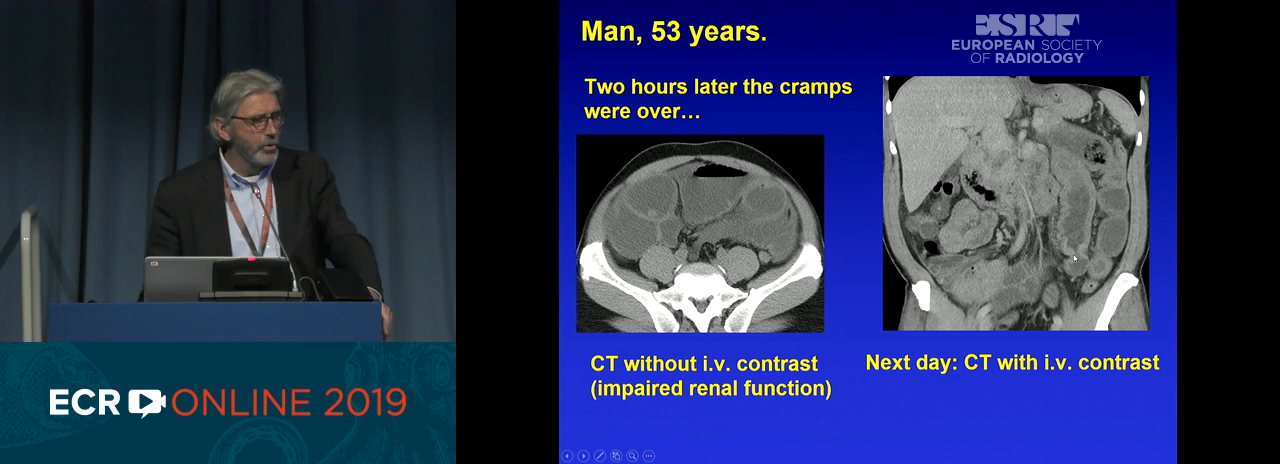 Man, 53 years.
ESR
EUROPEAN SOCIETY
OF RADIOLOGY
Two hours later the cramps
were over…
CT without i.v. contrast
(impaired renal function)
Next day: CT with i.v. contrast
ECR ONLINE 2019